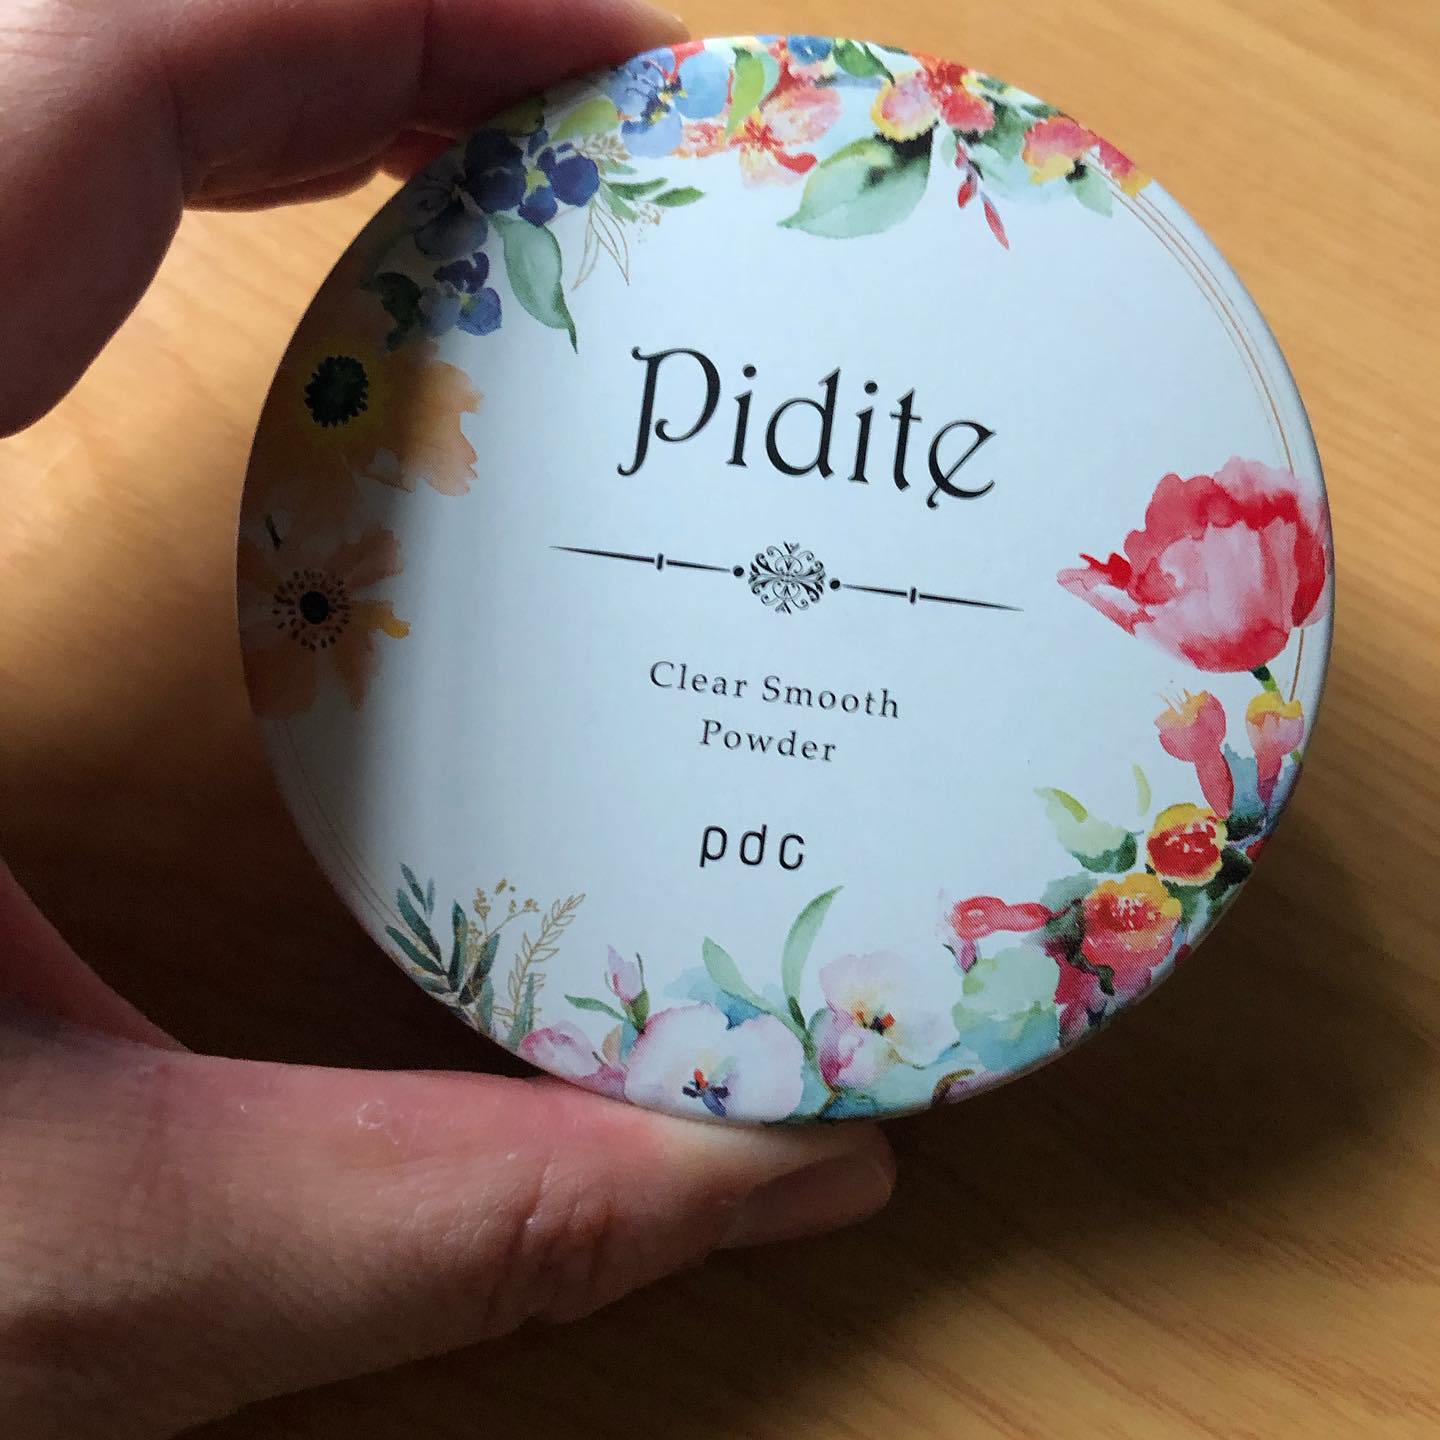 Pidite
Clear Smooth
Powder
pdc